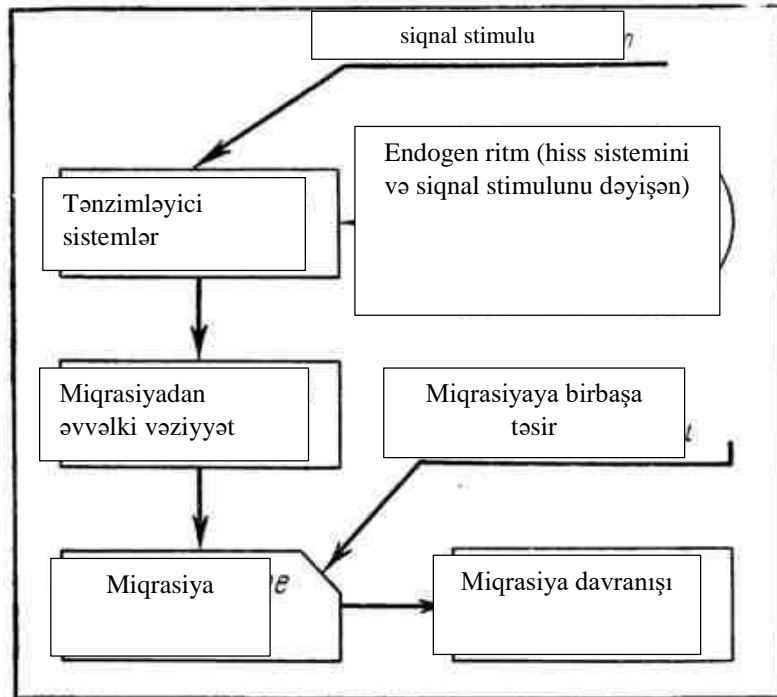 siqnal stimulu
Endogen ritm (hiss sistemini
və siqnal stimulunu dəyişən)
Tənzimləyici
sistemlər
Miqrasiyadan
əvvəlki vəziyyət
Miqrasiyaya birbaşa
təsir
Miqrasiya
Miqrasiya davranışı